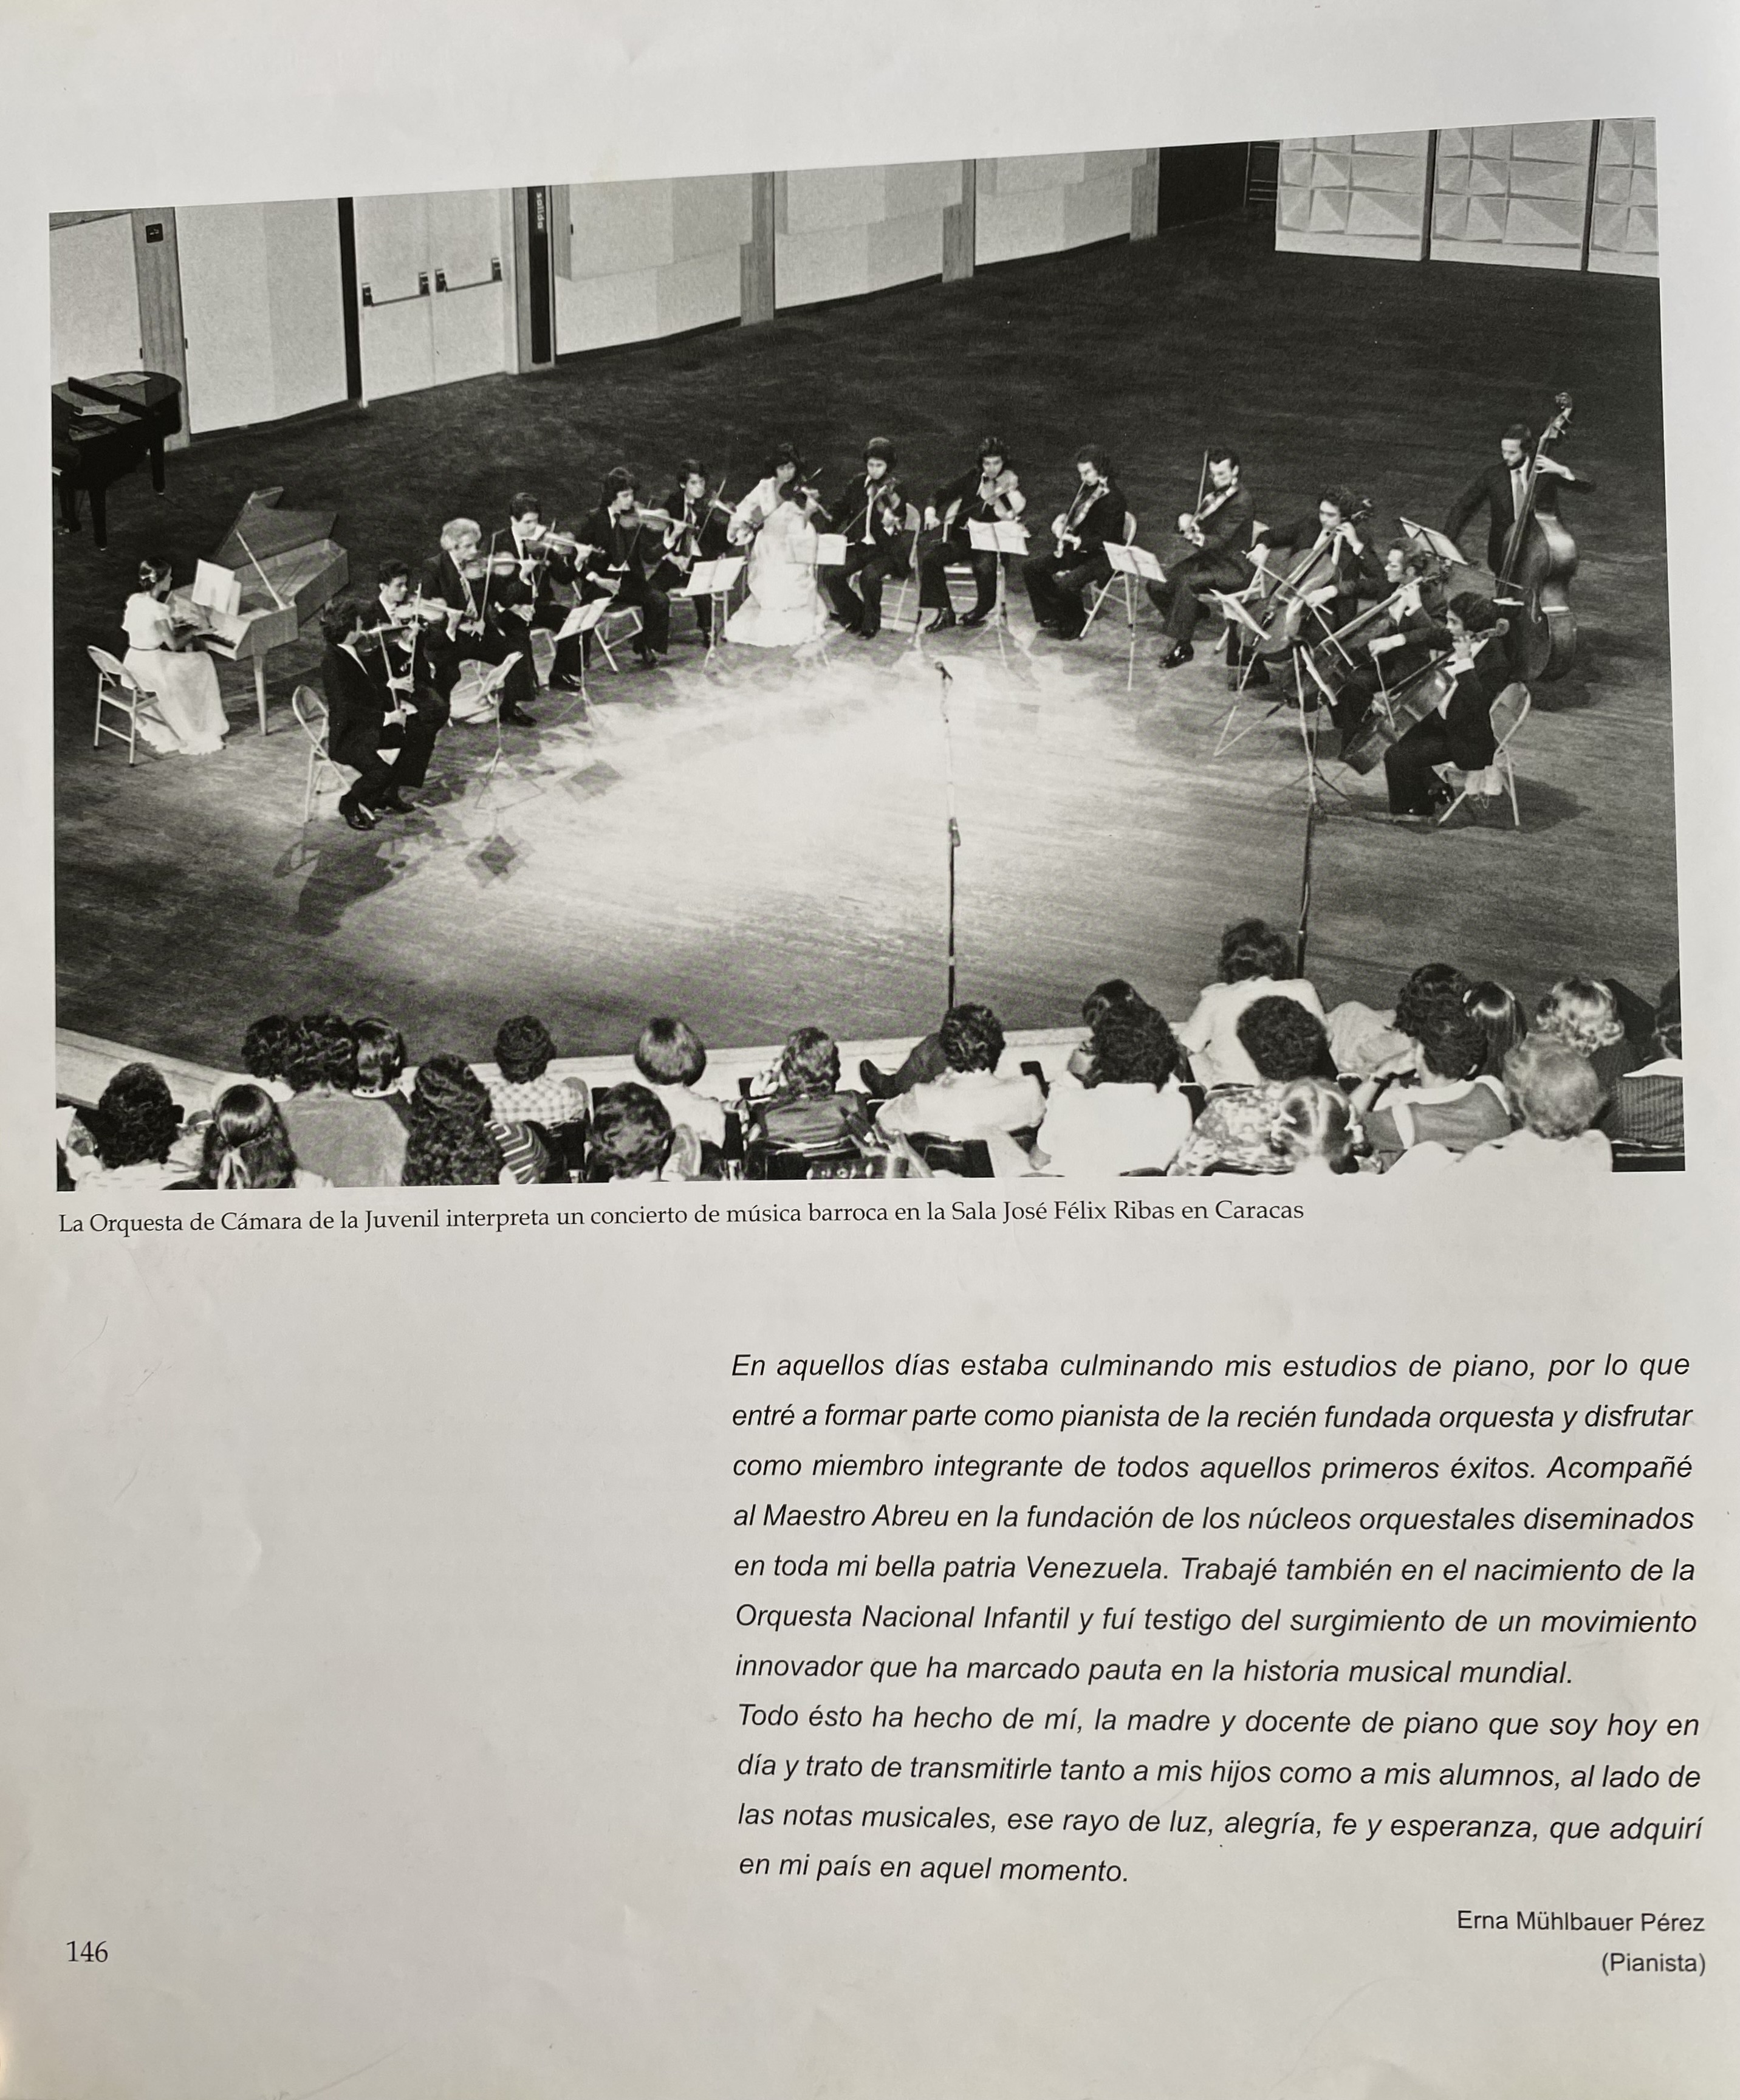 salida
La Orquesta de Cámara de la Juvenil interpreta un concierto de música barroca en la Sala José Félix Ribas en Caracas
En aquellos días estaba culminando mis estudios de piano, por lo que
entré a formar parte como pianista de la recién fundada orquesta y disfrutar
como miembro integrante de todos aquellos primeros éxitos. Acompañé
al Maestro Abreu en la fundación de los núcleos orquestales diseminados
en toda mi bella patria Venezuela. Trabajé también en el nacimiento de la
Orquesta Nacional Infantil y fuí testigo del surgimiento de un movimiento
innovador que ha marcado pauta en la historia musical mundial.
Todo ésto ha hecho de mí, la madre y docente de piano que soy hoy en
día y trato de transmitirle tanto a mis hijos como a mis alumnos, al lado de
las notas musicales, ese rayo de luz, alegría, fe y esperanza, que adquirí
en mi país en aquel momento.
Erna Mühlbauer Pérez
(Pianista)
146